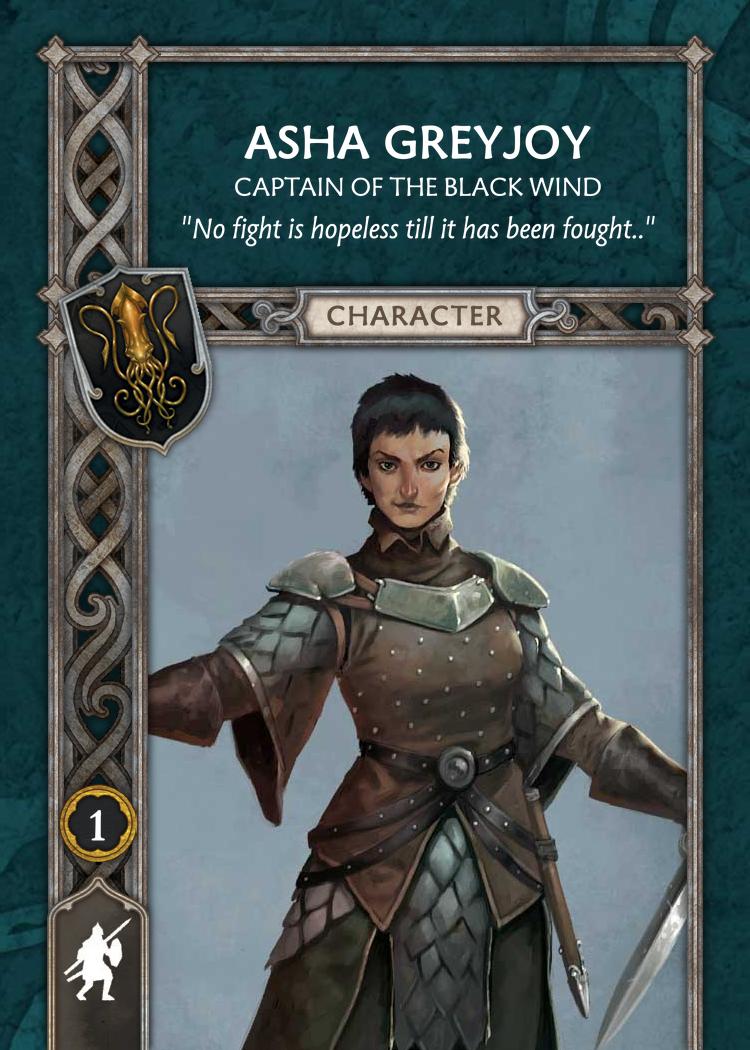 ASHA GREYJOY
CAPTAIN OF THE BLACK WIND
"No fight is hopeless till it has been fought.."
CHARACTER
1